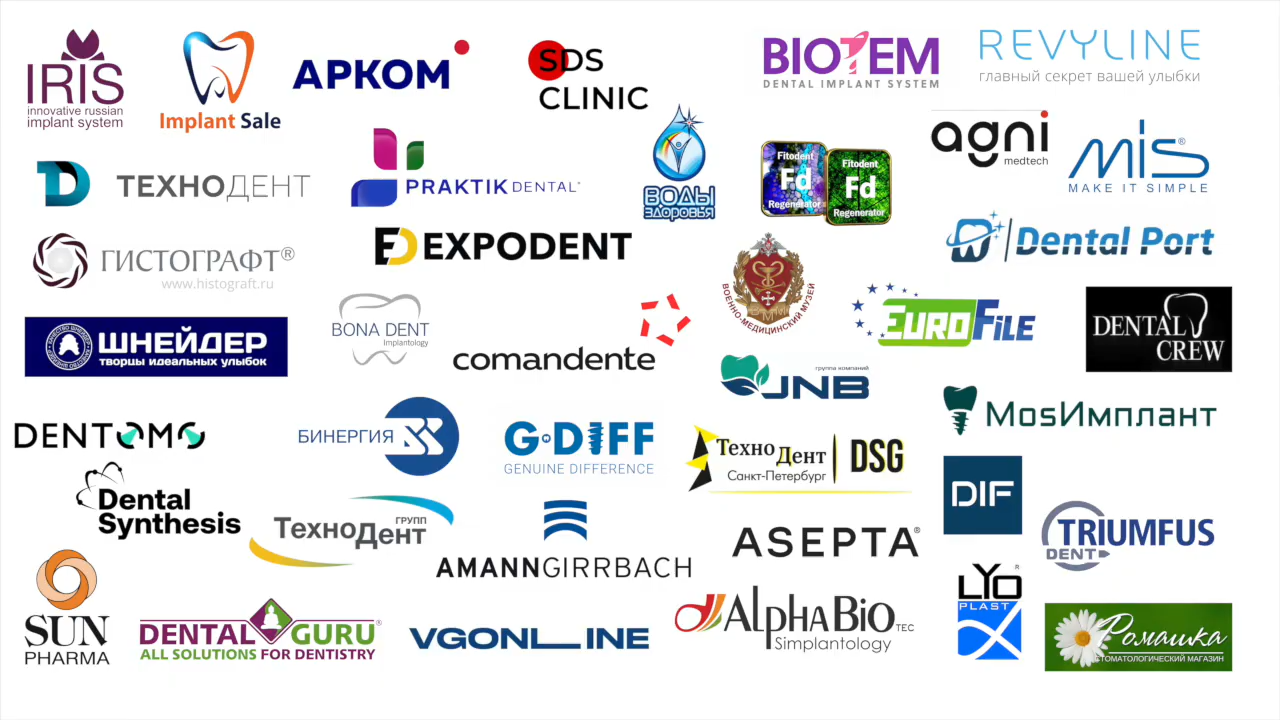 IRIS
innovative russian
implant system
Implant Sale
АРКОМ
SDS
CLINIC
BIOTEM
DENTAL IMPLANT SYSTEM
REVYLINE
главный секрет вашей улыбки
ТЕХНОДЕНТ
PRAKTIK DENTAL®
ВОДЫ
здоровья
Fitodent
Fd
Regenerator
Fitodent
Fd
Regenerator
agni
medtech
MIS®
MAKE IT SIMPLE
ГИСТОГРАФТ®
www.histograft.ru
EXPODENT
ВОЕННО-МЕДИЦИНСКИЙ МУЗЕЙ
Dental Port
ШНЕЙДЕР
творцы идеальных улыбок
BONA DENT
Implantology
comandente
EUROFILE
DENTAL
CREW
группа компаний
JNB
DENTOMO
БИНЕРГИЯ
G·DIFF
GENUINE DIFFERENCE
ТехноДент
Санкт-Петербург
DSG
MosИмплант
Dental
Synthesis
ГРУПП
ТехноДент
AMANNGIRRBACH
ASEPTA®
DIF
TRIUMFUS
DENT
SUN
PHARMA
DENTAL GURU®
ALL SOLUTIONS FOR DENTISTRY
VGONLINE
AlphaBio TEC
Simplantology
LYO®
PLAST
Ромашка
СТОМАТОЛОГИЧЕСКИЙ МАГАЗИН